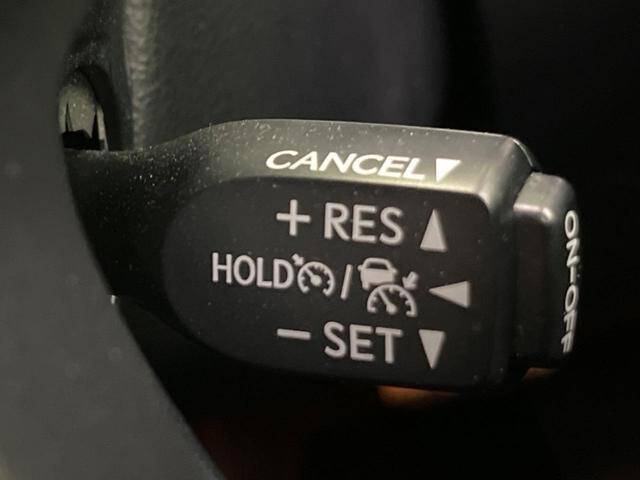 CANCEL▼
+ RES ▲
HOLD / ◀
− SET ▼
ON-OFF